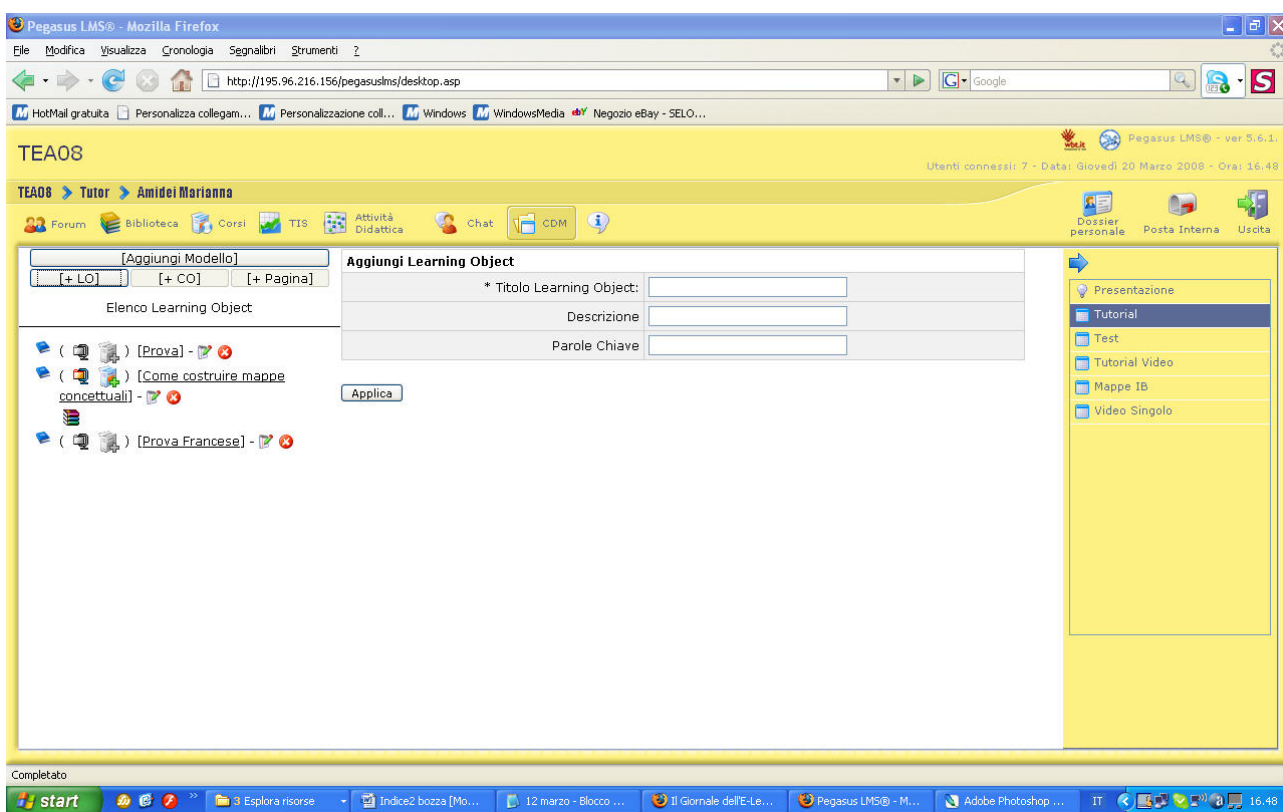 Pegasus LMS® - Mozilla Firefox
File Modifica Visualizza Cronologia Segnalibri Strumenti ?
http://195.96.216.156/pegasuslms/desktop.asp
G Google
HotMail gratuita Personalizza collegam... Personalizzazione coll... Windows WindowsMedia Negozio eBay - SELO...
TEA08
wbt.it Pegasus LMS® - ver 5.6.1.
Utenti connessi: 7 - Data: Giovedì 20 Marzo 2008 - Ora: 16.48
TEA08 Tutor Amidei Marianna
Forum Biblioteca Corsi TIS Attività Didattica Chat CDM
Dossier personale Posta Interna Uscita
[Aggiungi Modello]
[+ LO] [+ CO] [+ Pagina]
Elenco Learning Object
( ) [Prova] -
( ) [Come costruire mappe
concettuali] -
( ) [Prova Francese] -
Aggiungi Learning Object
* Titolo Learning Object:
Descrizione
Parole Chiave
Applica
Presentazione
Tutorial
Test
Tutorial Video
Mappe IB
Video Singolo
Completato
start 3 Esplora risorse Indice2 bozza [Mo... 12 marzo - Blocco ... Il Giornale dell'E-Le... Pegasus LMS® - M... Adobe Photoshop ... IT 16.48